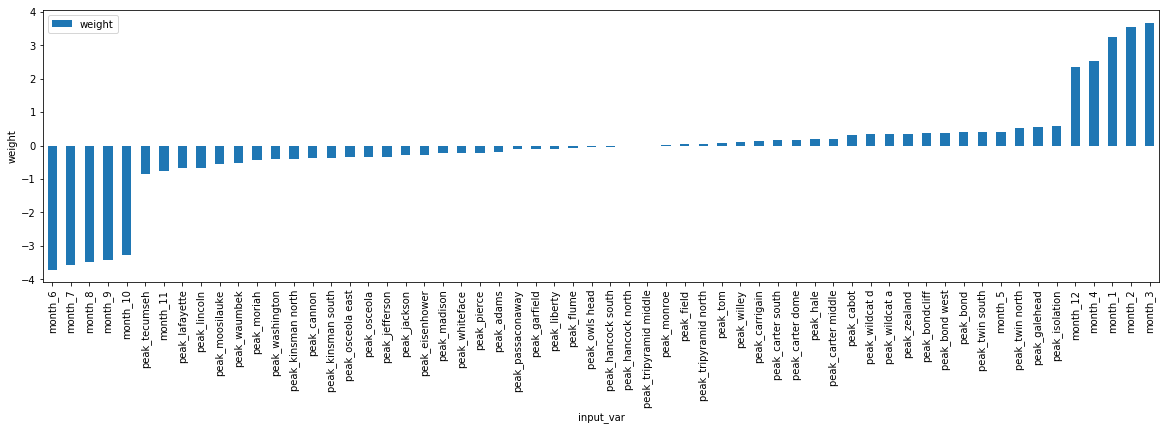 weight
4
3
2
1
0
−1
−2
−3
−4
weight
month_6
month_7
month_8
month_9
month_10
peak_tecumseh
month_11
peak_lafayette
peak_lincoln
peak_moosilauke
peak_waumbek
peak_moriah
peak_washington
peak_kinsman north
peak_cannon
peak_kinsman south
peak_osceola east
peak_osceola
peak_jefferson
peak_jackson
peak_eisenhower
peak_madison
peak_whiteface
peak_pierce
peak_adams
peak_passaconaway
peak_garfield
peak_liberty
peak_flume
peak_owls head
peak_hancock south
peak_hancock north
peak_tripyramid middle
peak_monroe
peak_field
peak_tripyramid north
peak_tom
peak_willey
peak_carrigain
peak_carter south
peak_carter dome
peak_hale
peak_carter middle
peak_cabot
peak_wildcat d
peak_wildcat a
peak_zealand
peak_bondcliff
peak_bond west
peak_bond
peak_twin south
month_5
peak_twin north
peak_galehead
peak_isolation
month_12
month_4
month_1
month_2
month_3
input_var